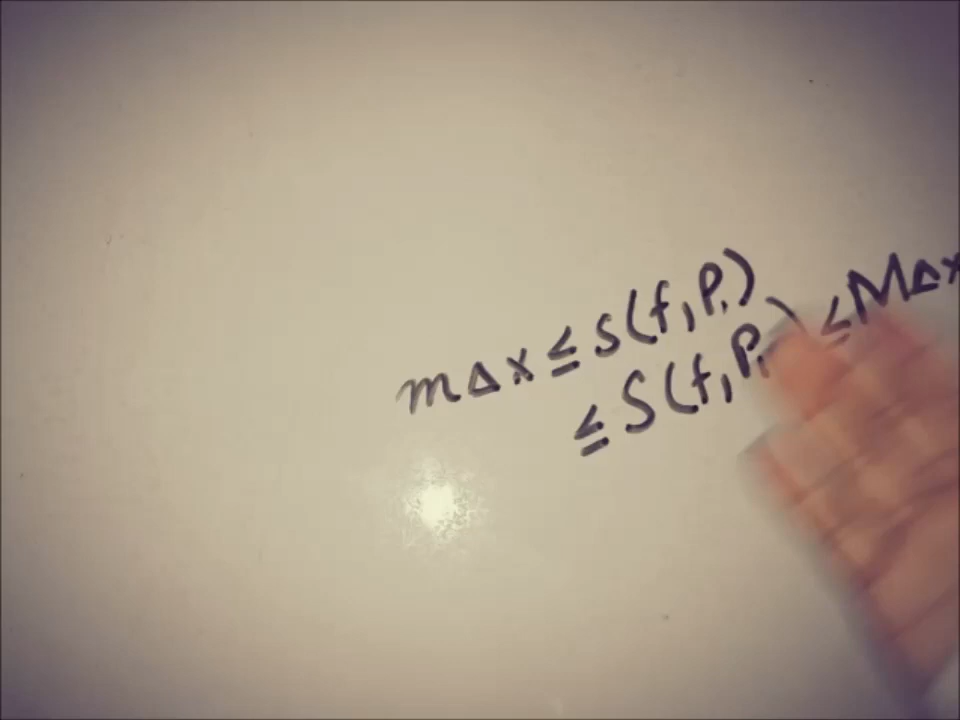 mΔx ≤ s(f, P₁)
≤ S(f, P₁) ≤ MΔx